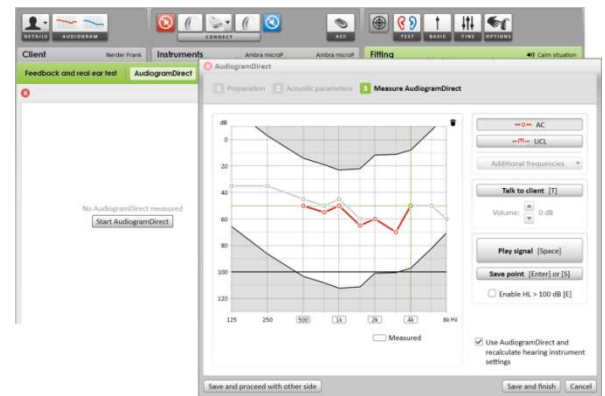 DETAILS AUDIOGRAM CONNECT ACC TEST BASIC FINE OPTIONS
Client Nerder Frank Instruments Ambra microP Ambra microP Fitting Calm situation
Feedback and real ear test AudiogramDirect
No AudiogramDirect measured
Start AudiogramDirect
AudiogramDirect
1 Preparation 2 Acoustic parameters 3 Measure AudiogramDirect
dB
0
20
40
60
80
100
120
125 250 500 1k 2k 4k 8k Hz
Measured
AC
UCL
Additional frequencies
Talk to client [T]
Volume: 0 dB
Play signal [Space]
Save point [Enter] or [S]
Enable HL > 100 dB [E]
Use AudiogramDirect and
recalculate hearing instrument
settings
Save and proceed with other side Save and finish Cancel